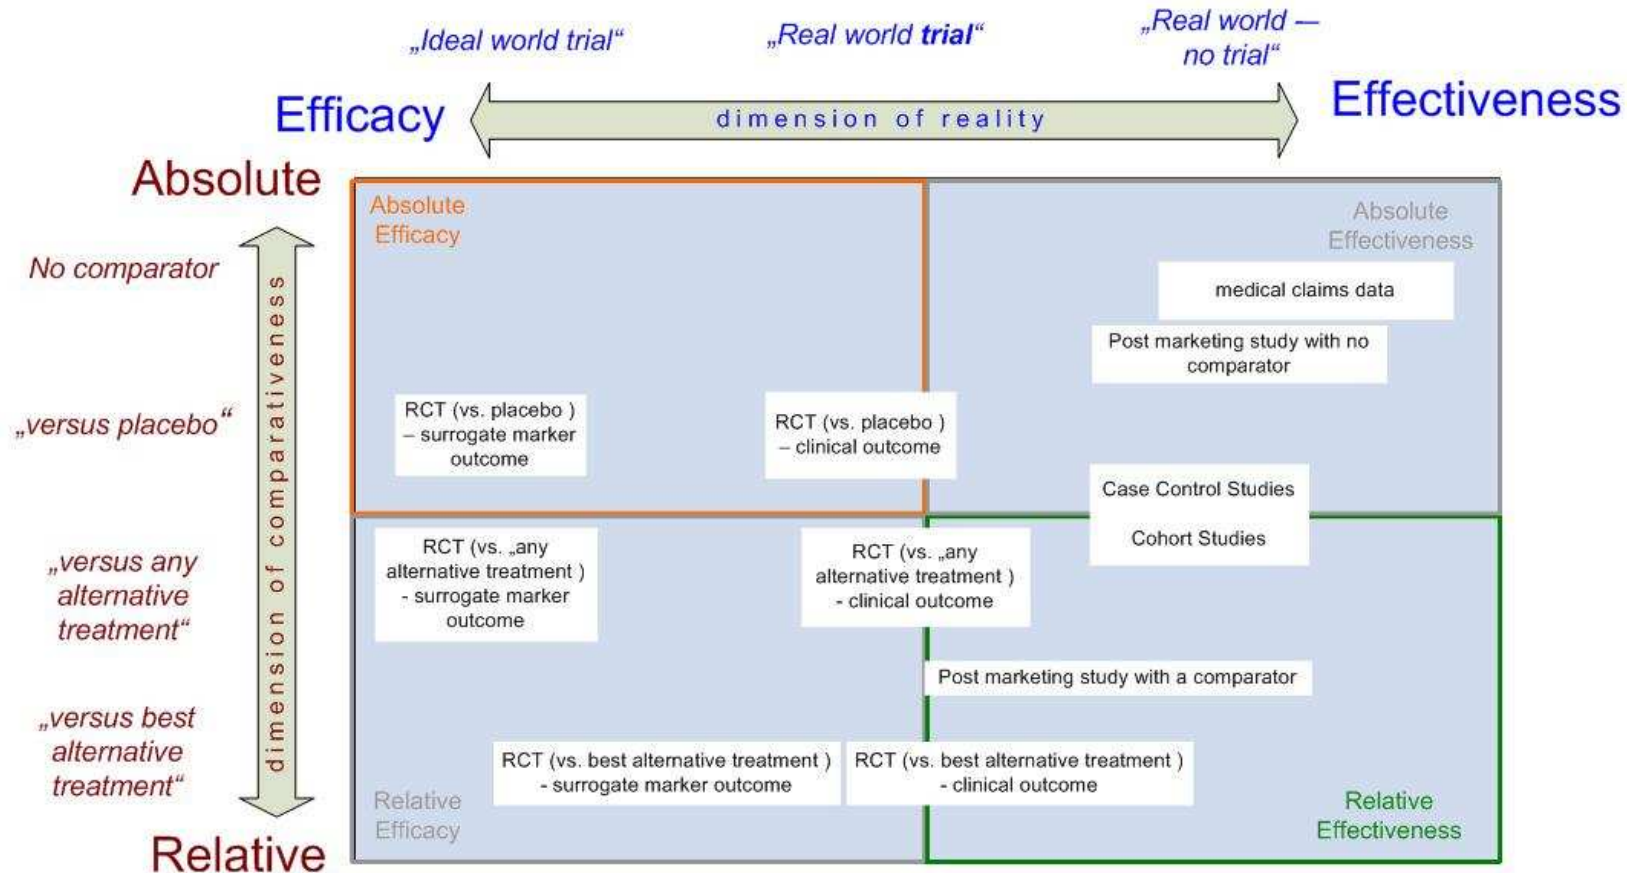 „Ideal world trial“
„Real world trial“
„Real world —
no trial“
Efficacy
dimension of reality
Effectiveness
Absolute
Absolute
Efficacy
Absolute
Effectiveness
No comparator
medical claims data
Post marketing study with no
comparator
„versus placebo“
RCT (vs. placebo )
– surrogate marker
outcome
RCT (vs. placebo )
– clinical outcome
dimension of comparativeness
Case Control Studies
Cohort Studies
„versus any
alternative
treatment“
RCT (vs. „any
alternative treatment )
- surrogate marker
outcome
RCT (vs. „any
alternative treatment )
- clinical outcome
Post marketing study with a comparator
„versus best
alternative
treatment“
RCT (vs. best alternative treatment )
- surrogate marker outcome
RCT (vs. best alternative treatment )
- clinical outcome
Relative
Efficacy
Relative
Effectiveness
Relative